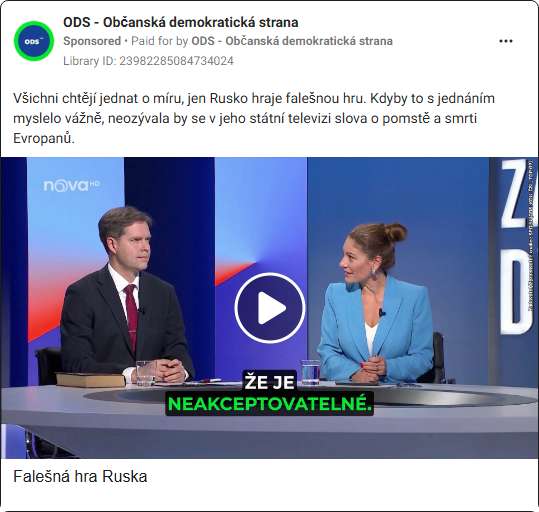 ODS - Občanská demokratická strana
Sponsored • Paid for by ODS - Občanská demokratická strana
Library ID: 23982285084734024
ODS
Všichni chtějí jednat o míru, jen Rusko hraje falešnou hru. Kdyby to s jednáním
myslelo vážně, neozývala by se v jeho státní televizi slova o pomstě a smrti
Evropanů.
nova HD
Z
D
ŽE JE
NEAKCEPTOVATELNÉ.
Falešná hra Ruska